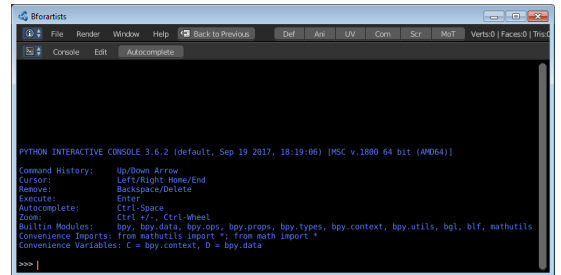 Bforartists
File Render Window Help Back to Previous Def Ani UV Com Scr MoT Verts:0 | Faces:0 | Tris:0
Console Edit Autocomplete
PYTHON INTERACTIVE CONSOLE 3.6.2 (default, Sep 19 2017, 18:19:06) [MSC v.1800 64 bit (AMD64)]
Command History: Up/Down Arrow
Cursor: Left/Right Home/End
Remove: Backspace/Delete
Execute: Enter
Autocomplete: Ctrl-Space
Zoom: Ctrl +/-, Ctrl-Wheel
Builtin Modules: bpy, bpy.data, bpy.ops, bpy.props, bpy.types, bpy.context, bpy.utils, bgl, blf, mathutils
Convenience Imports: from mathutils import *; from math import *
Convenience Variables: C = bpy.context, D = bpy.data
>>>